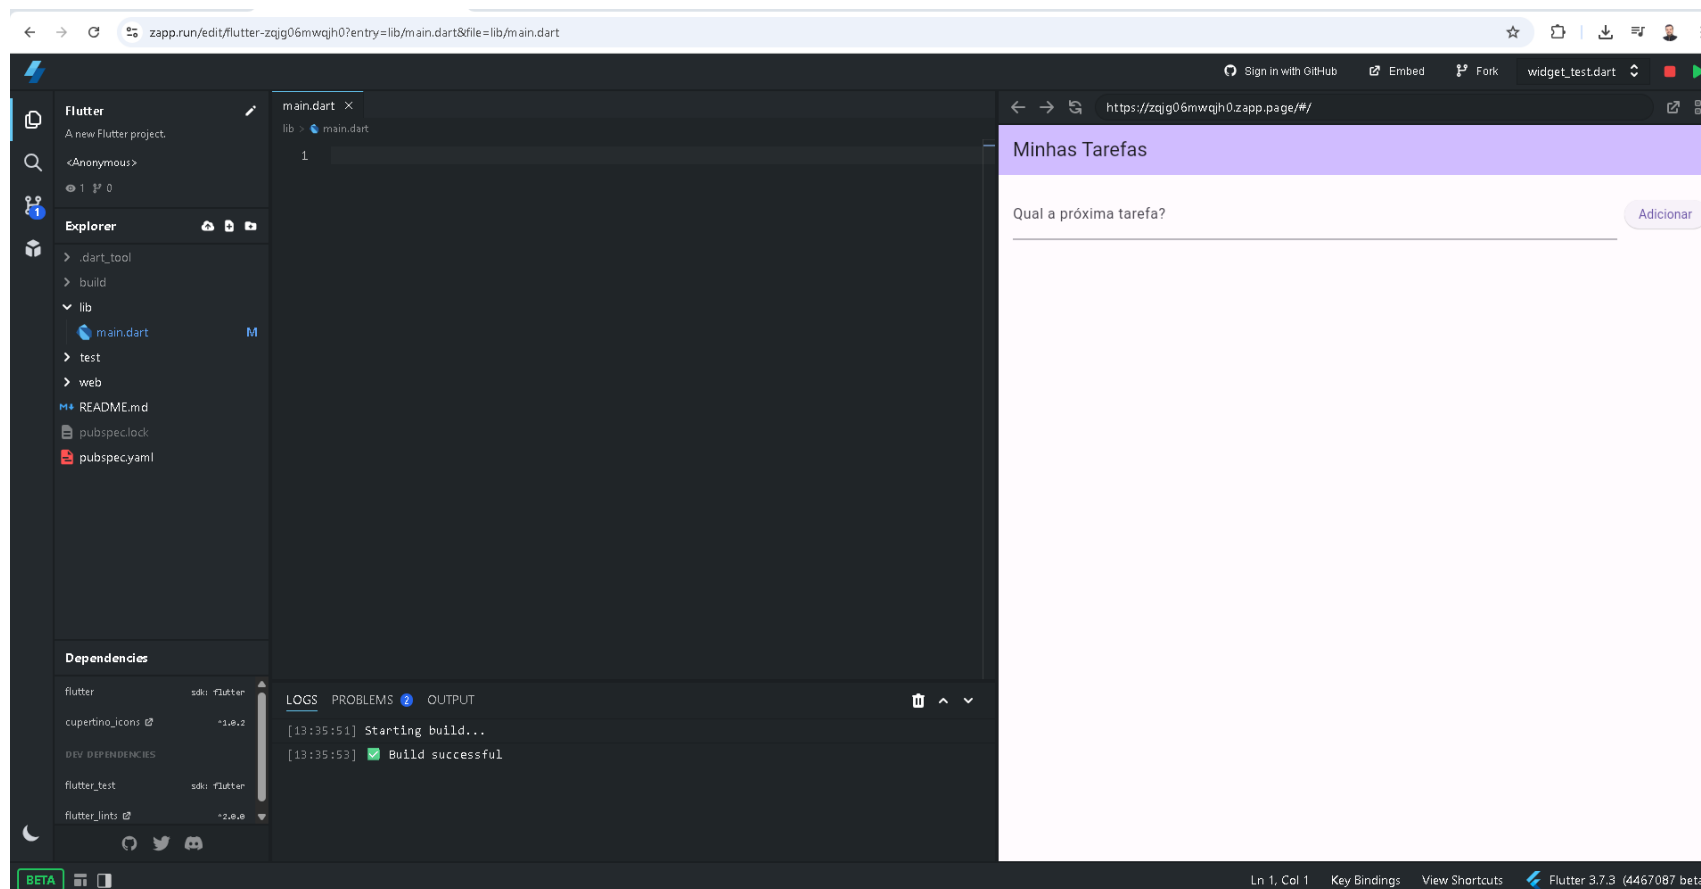 zapp.run/edit/flutter-zqjg06mwqjh0?entry=lib/main.dart&file=lib/main.dart
Sign in with GitHub
Embed
Fork
widget_test.dart
Flutter
A new Flutter project.
<Anonymous>
1 0
1
Explorer
.dart_tool
build
lib
main.dart M
test
web
M↓ README.md
pubspec.lock
pubspec.yaml
Dependencies
flutter sdk: flutter
cupertino_icons ^1.0.2
DEV DEPENDENCIES
flutter_test sdk: flutter
flutter_lints ^2.0.0
main.dart ×
lib > main.dart
1
LOGS PROBLEMS 2 OUTPUT
[13:35:51] Starting build...
[13:35:53] ✅ Build successful
https://zqjg06mwqjh0.zapp.page/#/
Minhas Tarefas
Qual a próxima tarefa?
Adicionar
BETA
Ln 1, Col 1 Key Bindings View Shortcuts Flutter 3.7.3 (4467087 beta